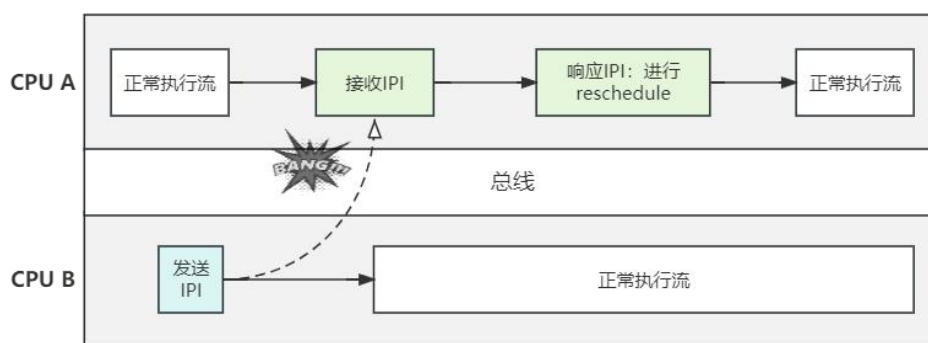 CPU A
正常执行流
接收IPI
响应IPI：进行
reschedule
正常执行流
BANG!!!
总线
CPU B
发送
IPI
正常执行流